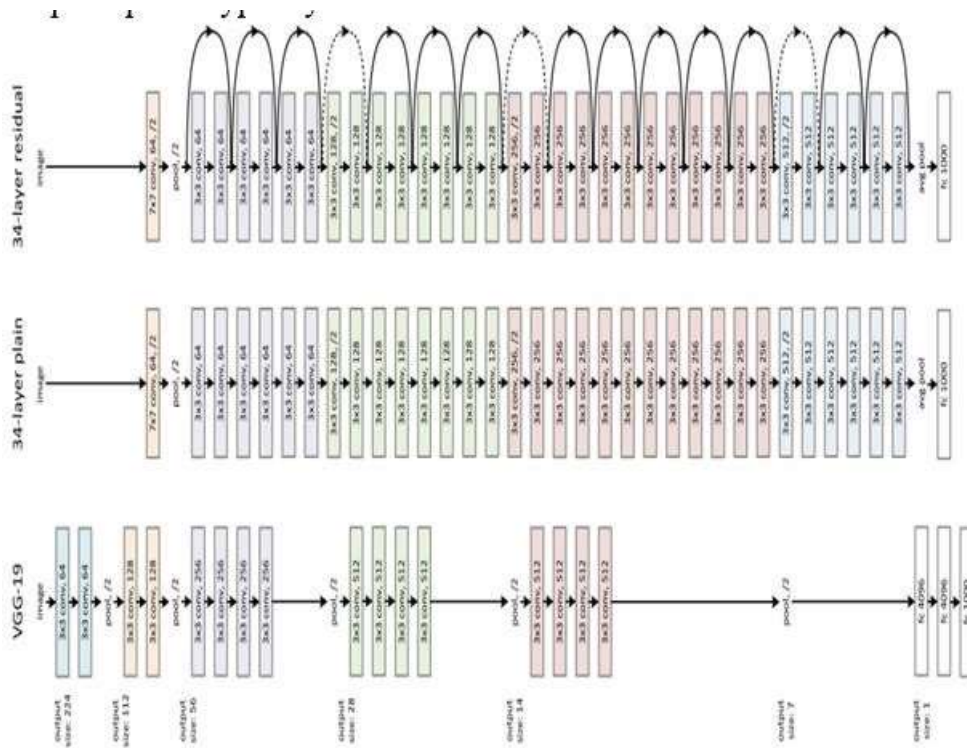 34-layer residual
image
7x7 conv, 64, /2
pool, /2
3x3 conv, 64
3x3 conv, 64
3x3 conv, 64
3x3 conv, 64
3x3 conv, 64
3x3 conv, 64
3x3 conv, 128, /2
3x3 conv, 128
3x3 conv, 128
3x3 conv, 128
3x3 conv, 128
3x3 conv, 128
3x3 conv, 128
3x3 conv, 128
3x3 conv, 256, /2
3x3 conv, 256
3x3 conv, 256
3x3 conv, 256
3x3 conv, 256
3x3 conv, 256
3x3 conv, 256
3x3 conv, 256
3x3 conv, 256
3x3 conv, 256
3x3 conv, 256
3x3 conv, 256
3x3 conv, 512, /2
3x3 conv, 512
3x3 conv, 512
3x3 conv, 512
3x3 conv, 512
3x3 conv, 512
avg pool
fc 1000
34-layer plain
image
7x7 conv, 64, /2
pool, /2
3x3 conv, 64
3x3 conv, 64
3x3 conv, 64
3x3 conv, 64
3x3 conv, 64
3x3 conv, 64
3x3 conv, 128, /2
3x3 conv, 128
3x3 conv, 128
3x3 conv, 128
3x3 conv, 128
3x3 conv, 128
3x3 conv, 128
3x3 conv, 128
3x3 conv, 256, /2
3x3 conv, 256
3x3 conv, 256
3x3 conv, 256
3x3 conv, 256
3x3 conv, 256
3x3 conv, 256
3x3 conv, 256
3x3 conv, 256
3x3 conv, 256
3x3 conv, 256
3x3 conv, 256
3x3 conv, 512, /2
3x3 conv, 512
3x3 conv, 512
3x3 conv, 512
3x3 conv, 512
3x3 conv, 512
avg pool
fc 1000
VGG-19
image
3x3 conv, 64
3x3 conv, 64
pool, /2
3x3 conv, 128
3x3 conv, 128
pool, /2
3x3 conv, 256
3x3 conv, 256
3x3 conv, 256
3x3 conv, 256
pool, /2
3x3 conv, 512
3x3 conv, 512
3x3 conv, 512
3x3 conv, 512
pool, /2
3x3 conv, 512
3x3 conv, 512
3x3 conv, 512
3x3 conv, 512
pool, /2
fc 4096
fc 4096
output
size: 224
output
size: 112
output
size: 56
output
size: 28
output
size: 14
output
size: 7
output
size: 1